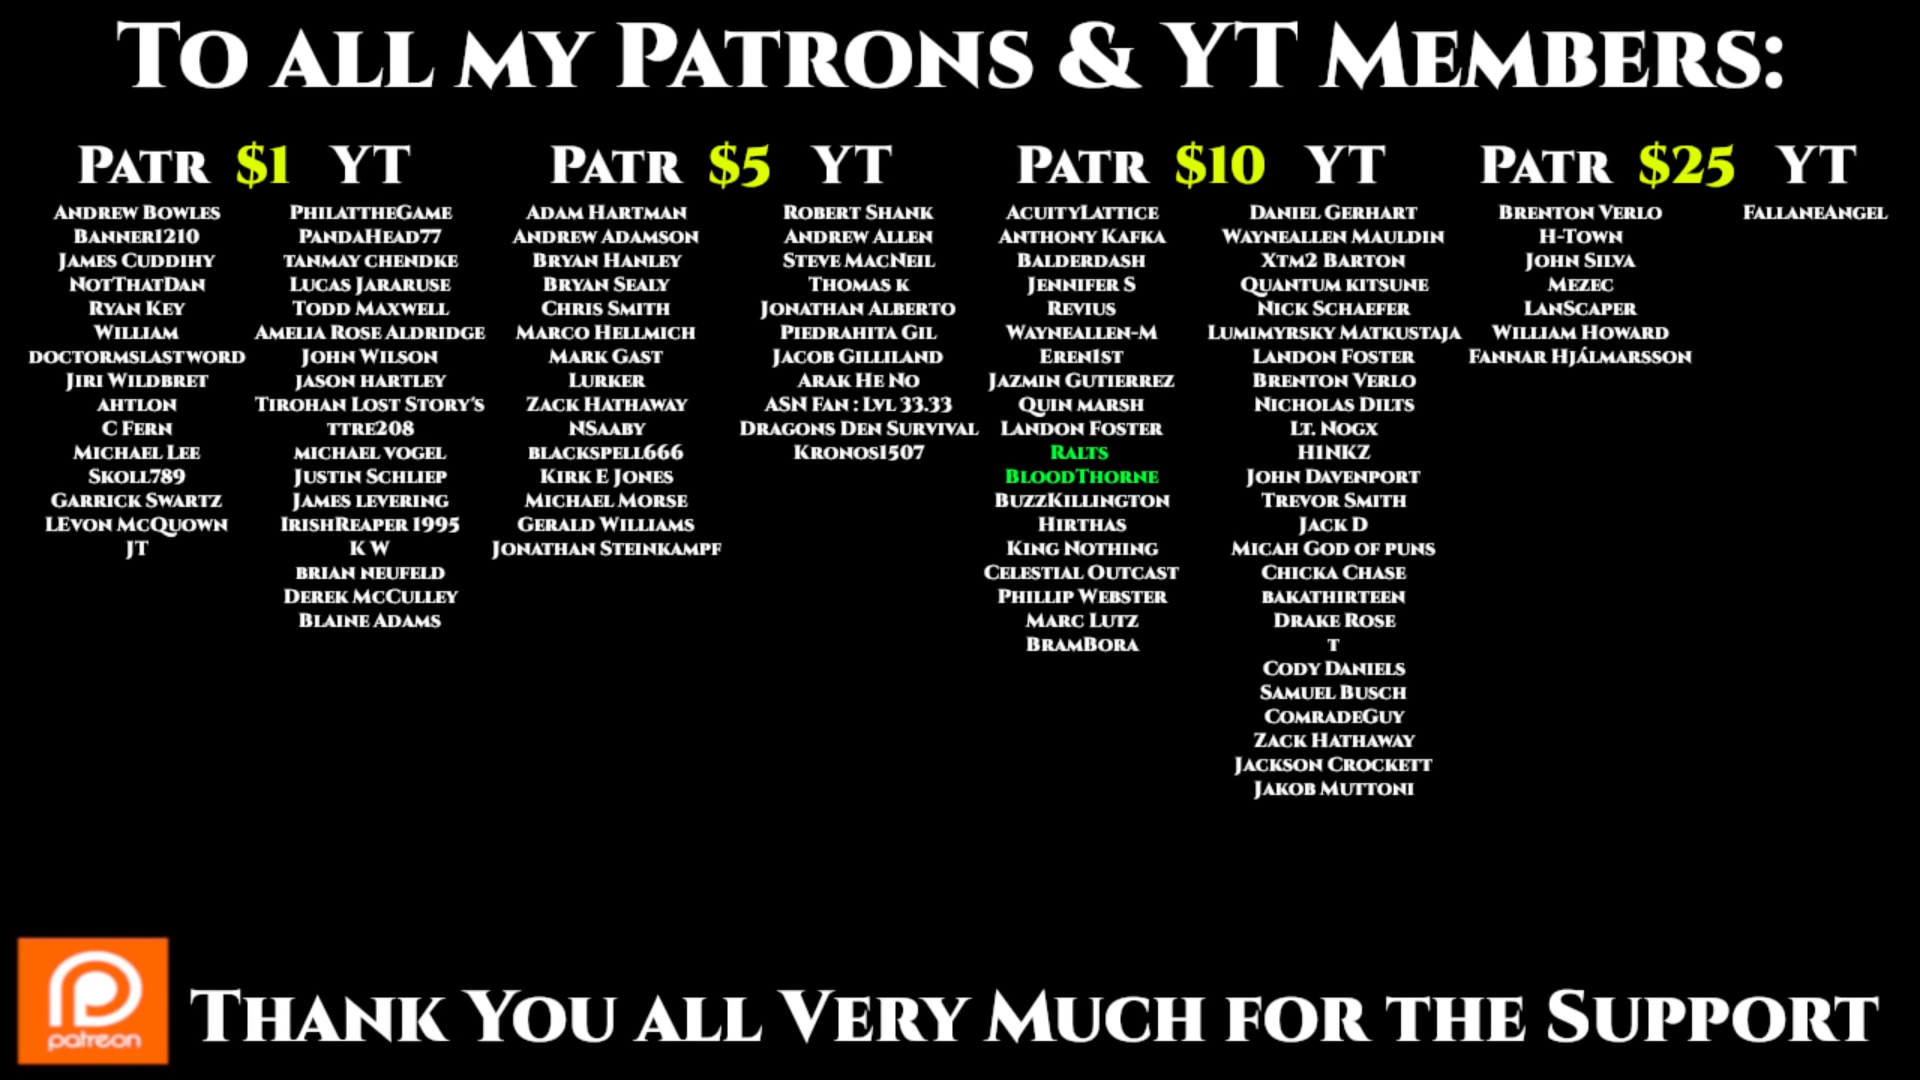 To all my Patrons & YT Members:
Patr $1 YT
Andrew Bowles
Banner1210
James Cuddihy
NotThatDan
Ryan Key
William
doctormslastword
Jiri Wildbret
ahtlon
C Fern
Michael Lee
Skoll789
Garrick Swartz
LEvon McQuown
JT
PhilattheGame
PandaHead77
tanmay chendke
Lucas Jararuse
Todd Maxwell
Amelia Rose Aldridge
John Wilson
jason hartley
Tirohan Lost Story's
ttre208
michael vogel
Justin Schliep
James levering
IrishReaper 1995
K W
brian neufeld
Derek McCulley
Blaine Adams
Patr $5 YT
Adam Hartman
Andrew Adamson
Bryan Hanley
Bryan Sealy
Chris Smith
Marco Hellmich
Mark Gast
Lurker
Zack Hathaway
NSaaby
blackspell666
Kirk E Jones
Michael Morse
Gerald Williams
Jonathan Steinkampf
Robert Shank
Andrew Allen
Steve MacNeil
Thomas k
Jonathan Alberto
Piedrahita Gil
Jacob Gilliland
Arak He No
ASN Fan : Lvl 33.33
Dragons Den Survival
Kronos1507
Patr $10 YT
AcuityLattice
Anthony Kafka
Balderdash
Jennifer S
Revius
Wayneallen-M
Eren1st
Jazmin Gutierrez
Quin marsh
Landon Foster
Ralts
BloodThorne
BuzzKillington
Hirthas
King Nothing
Celestial Outcast
Phillip Webster
Marc Lutz
BramBora
Daniel Gerhart
Wayneallen Mauldin
Xtm2 Barton
Quantum kitsune
Nick Schaefer
Lumimyrsky Matkustaja
Landon Foster
Brenton Verlo
Nicholas Dilts
Lt. Nogx
H1NKZ
John Davenport
Trevor Smith
Jack D
Micah God of puns
Chicka Chase
bakathirteen
Drake Rose
T
Cody Daniels
Samuel Busch
ComradeGuy
Zack Hathaway
Jackson Crockett
Jakob Muttoni
Patr $25 YT
Brenton Verlo
H-Town
John Silva
Mezec
LanScaper
William Howard
Fannar Hjálmarsson
FallaneAngel
patreon
Thank You all Very Much for the Support